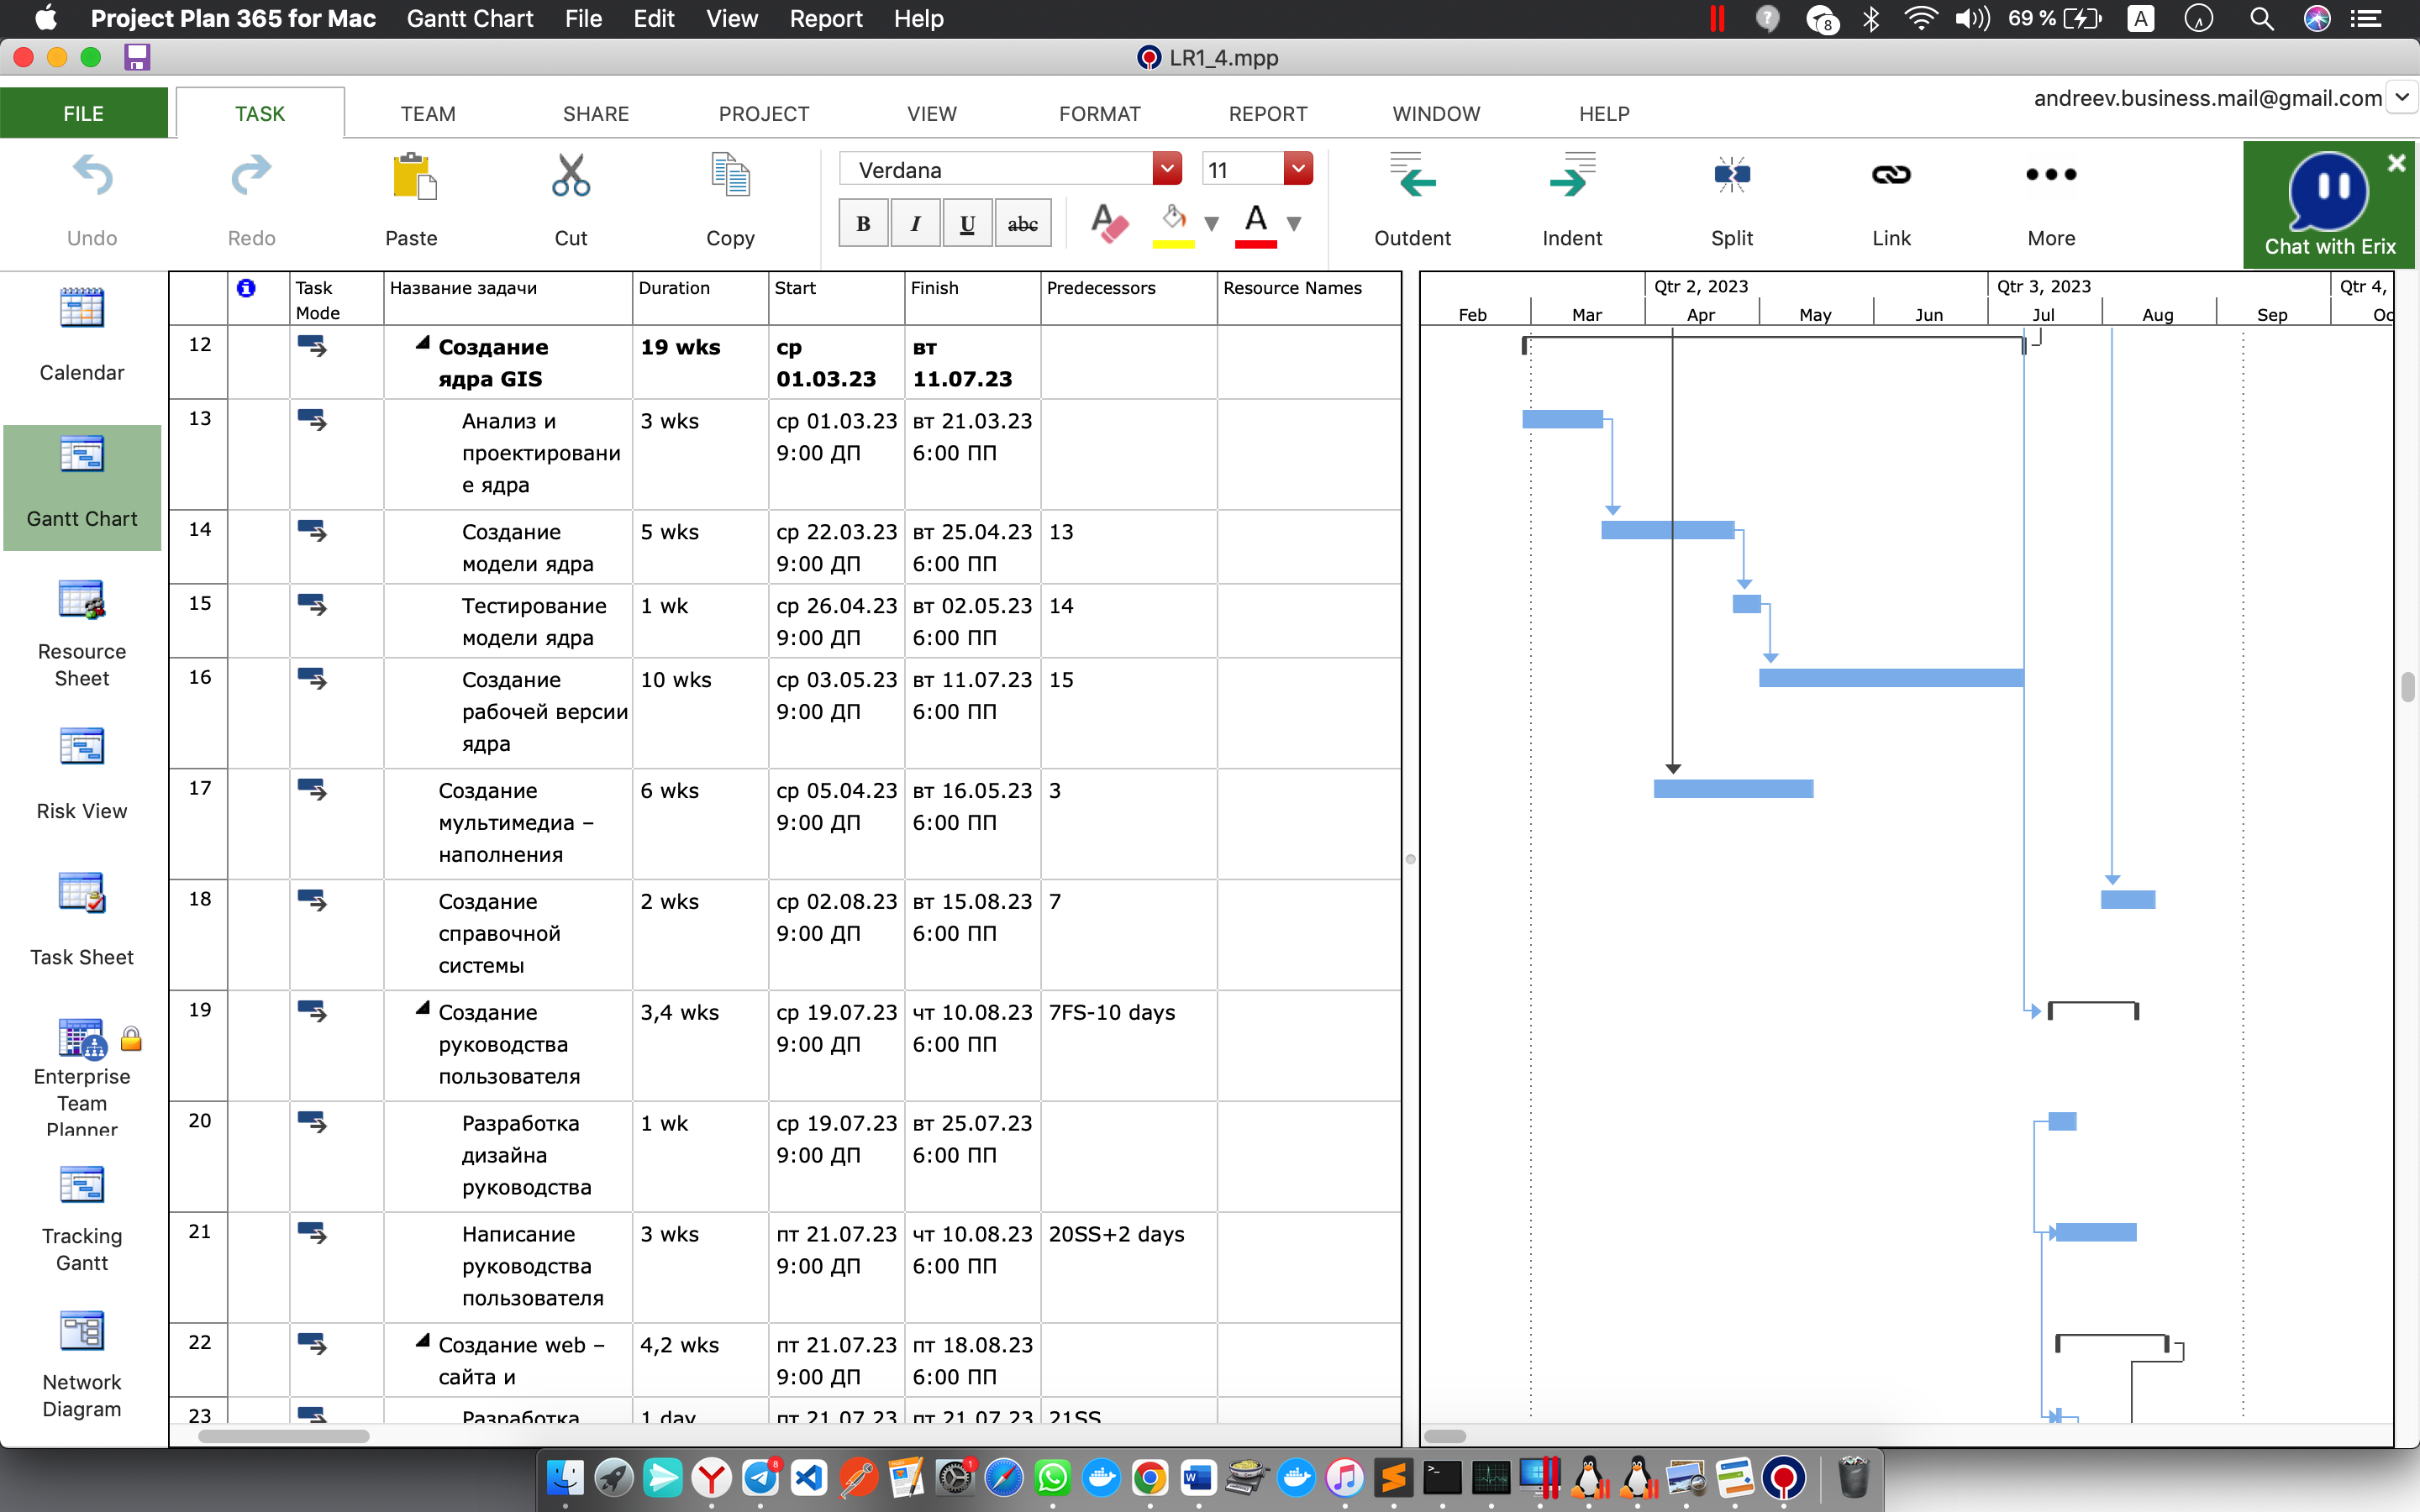 Project Plan 365 for Mac Gantt Chart File Edit View Report Help 8 69 % A
LR1_4.mpp
andreev.business.mail@gmail.com
FILE TASK TEAM SHARE PROJECT VIEW FORMAT REPORT WINDOW HELP
Verdana 11
B I U abc A A
Undo Redo Paste Cut Copy Outdent Indent Split Link More Chat with Erix
Calendar
Gantt Chart
Resource
Sheet
Risk View
Task Sheet
Enterprise
Team
Planner
Tracking
Gantt
Network
Diagram
Task
Mode
Название задачи
Duration
Start
Finish
Predecessors
Resource Names
12
Создание
ядра GIS
19 wks
ср
01.03.23
вт
11.07.23
13
Анализ и
проектировани
е ядра
3 wks
ср 01.03.23
9:00 ДП
вт 21.03.23
6:00 ПП
14
Создание
модели ядра
5 wks
ср 22.03.23
9:00 ДП
вт 25.04.23
6:00 ПП
13
15
Тестирование
модели ядра
1 wk
ср 26.04.23
9:00 ДП
вт 02.05.23
6:00 ПП
14
16
Создание
рабочей версии
ядра
10 wks
ср 03.05.23
9:00 ДП
вт 11.07.23
6:00 ПП
15
17
Создание
мультимедиа –
наполнения
6 wks
ср 05.04.23
9:00 ДП
вт 16.05.23
6:00 ПП
3
18
Создание
справочной
системы
2 wks
ср 02.08.23
9:00 ДП
вт 15.08.23
6:00 ПП
7
19
Создание
руководства
пользователя
3,4 wks
ср 19.07.23
9:00 ДП
чт 10.08.23
6:00 ПП
7FS-10 days
20
Разработка
дизайна
руководства
1 wk
ср 19.07.23
9:00 ДП
вт 25.07.23
6:00 ПП
21
Написание
руководства
пользователя
3 wks
пт 21.07.23
9:00 ДП
чт 10.08.23
6:00 ПП
20SS+2 days
22
Создание web –
сайта и
4,2 wks
пт 21.07.23
9:00 ДП
пт 18.08.23
6:00 ПП
23
Разработка
1 day
пт 21.07.23
пт 21.07.23
21SS
Qtr 2, 2023 Qtr 3, 2023 Qtr 4,
Feb Mar Apr May Jun Jul Aug Sep Oc
8 1 W